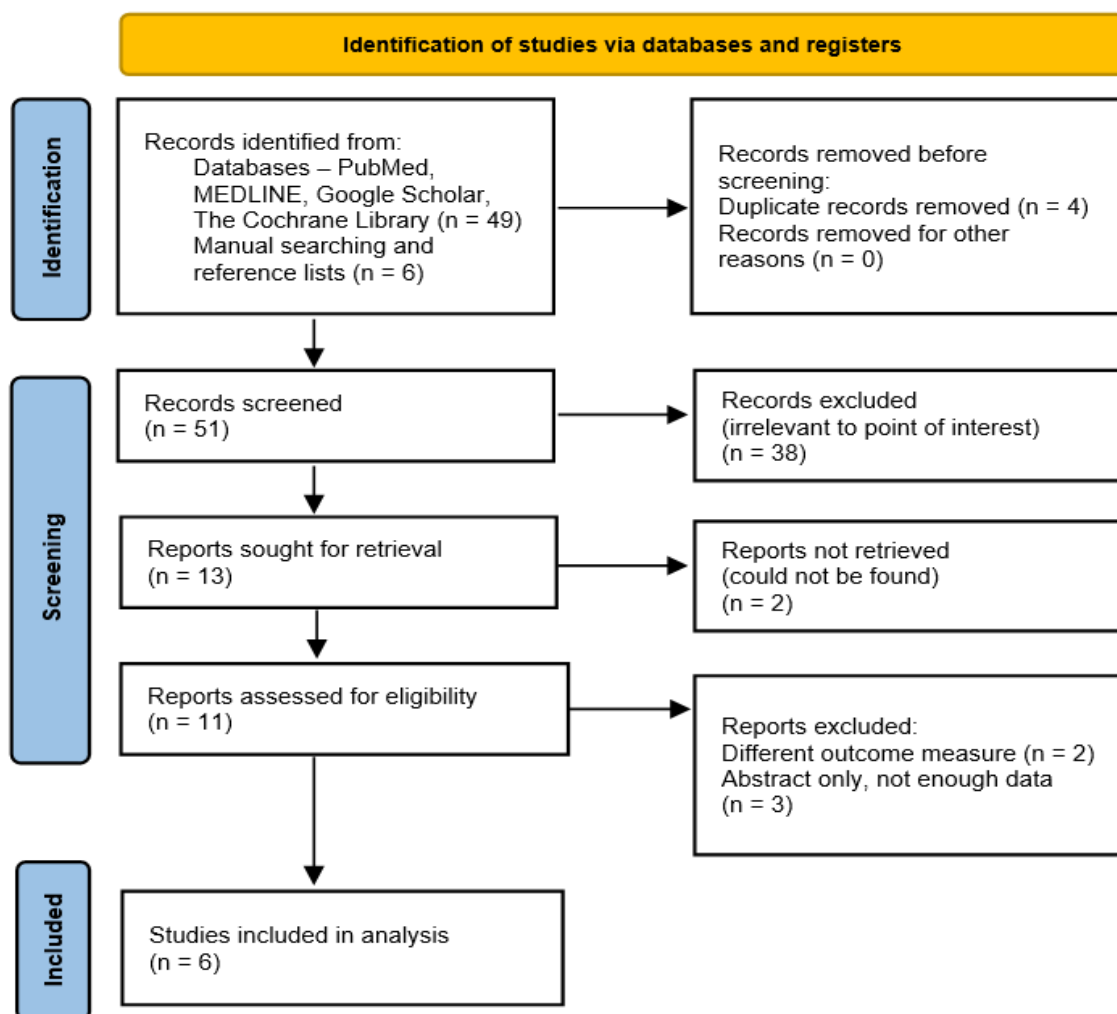 Identification of studies via databases and registers
Identification
Records identified from:
Databases – PubMed,
MEDLINE, Google Scholar,
The Cochrane Library (n = 49)
Manual searching and
reference lists (n = 6)
Records removed before
screening:
Duplicate records removed (n = 4)
Records removed for other
reasons (n = 0)
Screening
Records screened
(n = 51)
Records excluded
(irrelevant to point of interest)
(n = 38)
Reports sought for retrieval
(n = 13)
Reports not retrieved
(could not be found)
(n = 2)
Reports assessed for eligibility
(n = 11)
Reports excluded:
Different outcome measure (n = 2)
Abstract only, not enough data
(n = 3)
Included
Studies included in analysis
(n = 6)